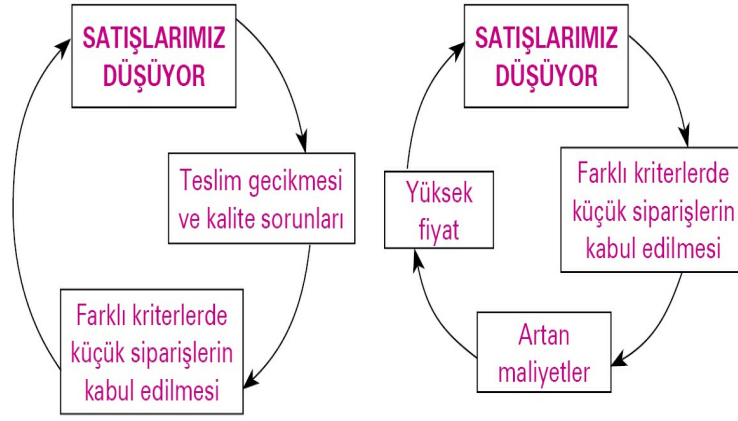 SATIŞLARIMIZ
DÜŞÜYOR
Teslim gecikmesi
ve kalite sorunları
Farklı kriterlerde
küçük siparişlerin
kabul edilmesi
SATIŞLARIMIZ
DÜŞÜYOR
Farklı kriterlerde
küçük siparişlerin
kabul edilmesi
Artan
maliyetler
Yüksek
fiyat